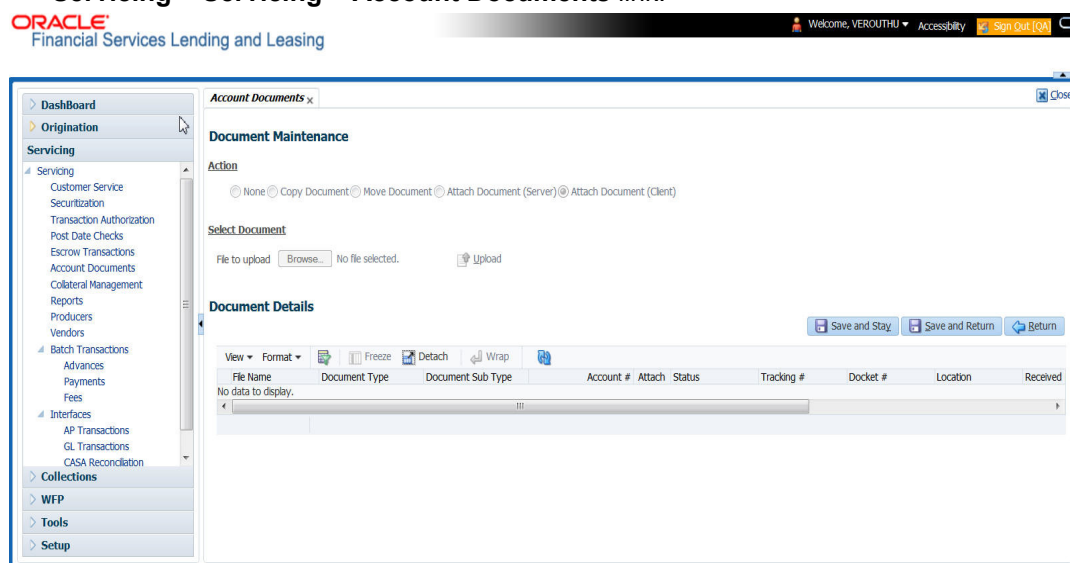 ORACLE'
Financial Services Lending and Leasing
Welcome, VEROUTHU Accessibility Sign Out [QA]
DashBoard
Origination
Servicing
Servicing
Customer Service
Securitization
Transaction Authorization
Post Date Checks
Escrow Transactions
Account Documents
Collateral Management
Reports
Producers
Vendors
Batch Transactions
Advances
Payments
Fees
Interfaces
AP Transactions
GL Transactions
CASA Reconciliation
Collections
WFP
Tools
Setup
Account Documents x
Close
Document Maintenance
Action
None Copy Document Move Document Attach Document (Server) Attach Document (Client)
Select Document
File to upload Browse... No file selected. Upload
Document Details
Save and Stay Save and Return Return
View Format Freeze Detach Wrap
File Name Document Type Document Sub Type Account # Attach Status Tracking # Docket # Location Received
No data to display.